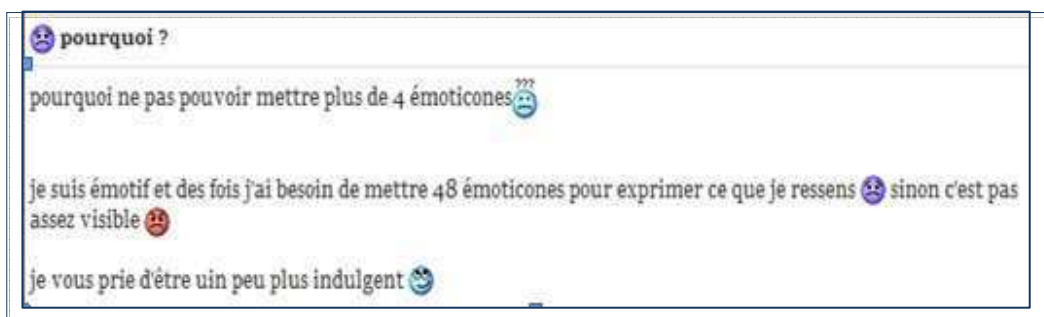 pourquoi ?
pourquoi ne pas pouvoir mettre plus de 4 émoticones???
je suis émotif et des fois j'ai besoin de mettre 48 émoticones pour exprimer ce que je ressens sinon c'est pas
assez visible
je vous prie d'être uin peu plus indulgent